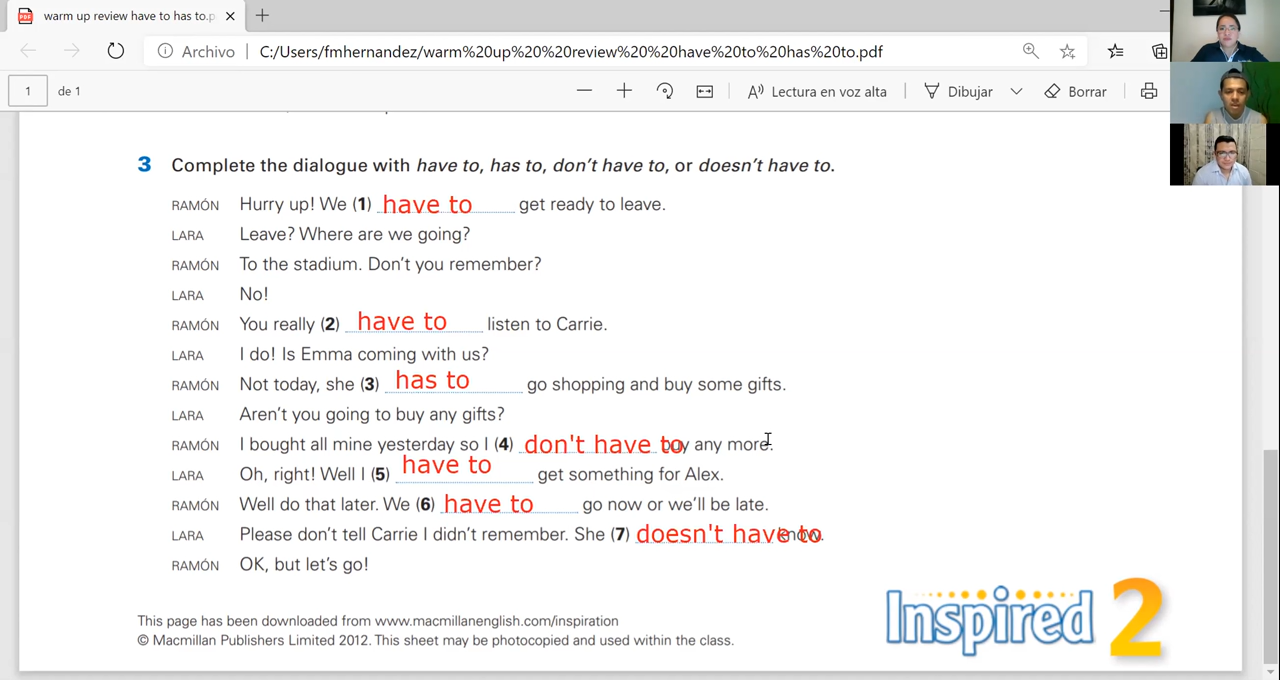 warm up review have to has to.p
Archivo
C:/Users/fmhernandez/warm%20up%20%20review%20%20have%20to%20has%20to.pdf
1 de 1
Lectura en voz alta
Dibujar
Borrar
3 Complete the dialogue with have to, has to, don't have to, or doesn't have to.
RAMÓN Hurry up! We (1) have to get ready to leave.
LARA Leave? Where are we going?
RAMÓN To the stadium. Don't you remember?
LARA No!
RAMÓN You really (2) have to listen to Carrie.
LARA I do! Is Emma coming with us?
RAMÓN Not today, she (3) has to go shopping and buy some gifts.
LARA Aren't you going to buy any gifts?
RAMÓN I bought all mine yesterday so I (4) don't have to buy any more.
LARA Oh, right! Well I (5) have to get something for Alex.
RAMÓN Well do that later. We (6) have to go now or we'll be late.
LARA Please don't tell Carrie I didn't remember. She (7) doesn't have to know.
RAMÓN OK, but let's go!
This page has been downloaded from www.macmillanenglish.com/inspiration
© Macmillan Publishers Limited 2012. This sheet may be photocopied and used within the class.
Inspired 2